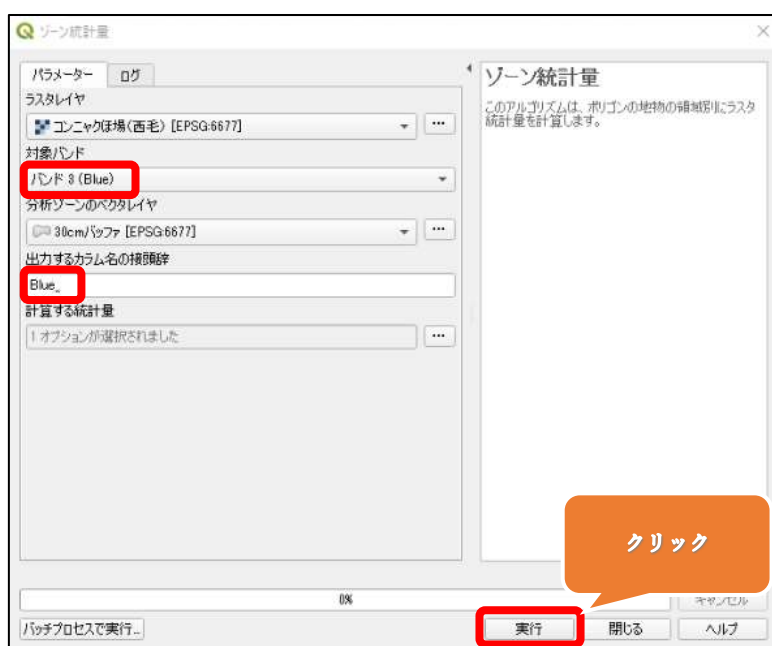 ゾーン統計量
パラメーター
ログ
ラスタレイヤ
コンニャクほ場(西毛) [EPSG:6677]
...
対象バンド
バンド 3 (Blue)
分析ゾーンのベクタレイヤ
30cmバッファ [EPSG:6677]
...
出力するカラム名の接頭辞
Blue_
計算する統計量
1 オプションが選択されました
...
ゾーン統計量
このアルゴリズムは、ポリゴンの地物の領域別にラスタ
統計量を計算します。
クリック
0%
キャンセル
バッチプロセスで実行...
実行
閉じる
ヘルプ